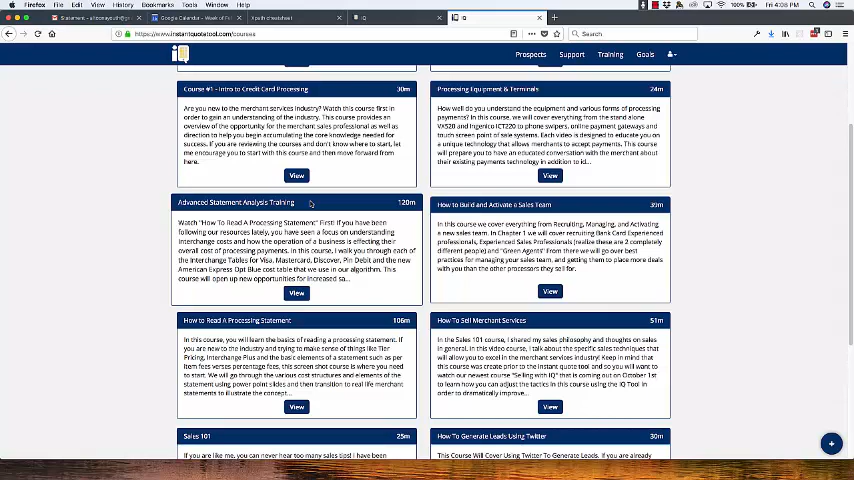 Firefox File Edit View History Bookmarks Tools Window Help
100% Fri 4:08 PM
Google Calendar - Week of Fe
Xpath cheatsheet
IQ
IQ
https://www.instantquotetool.com/courses
Search
Prospects Support Training Goals
Course #1 - Intro to Credit Card Processing 30m
Are you new to the merchant services industry? Watch this course first in
order to gain an understanding of the industry. This course provides an
overview of the opportunity for the merchant sales professional as well as
direction to help you begin accumulating the core knowledge needed for
success. If you are reviewing the courses and don't know where to start, let
me encourage you to start with this course and then move forward from
here.
View
Processing Equipment & Terminals 24m
How well do you understand the equipment and various forms of processing
payments? In this course, we will cover everything from the stand alone
VX520 and Ingenico ICT220 to phone swipers, online payment gateways and
touch screen point of sale systems. Each video is designed to educate you
on a unique technology that allows merchants to accept payments. This course
will prepare you to have an educated conversation with the merchant about
their existing payments technology in addition to id...
View
Advanced Statement Analysis Training 120m
Watch "How To Read A Processing Statement" First! If you have been
following our resources lately, you have seen a focus on understanding
Interchange costs and how the operation of a business is effecting their
overall cost of processing payments. In this course, I walk you through each of
the Interchange Tables for Visa, Mastercard, Discover, Pin Debit and the new
American Express Opt Blue cost table that we use in our algorithm. This
course will open up new opportunities for increased sa...
View
How to Build and Activate a Sales Team 39m
In this course we cover everything from Recruiting, Managing, and Activating
a new sales team. In Chapter 1 we will cover recruiting Bank Card Experienced
professionals, Experienced Sales Professionals (realize these are 2 completely
different people) and "Green Agents" From there we will go over best
practices for managing your sales team, and getting them to place more deals
with you than the other processors they sell for.
View
How to Read A Processing Statement 106m
In this course, you will learn the basics of reading a processing statement. If
you are new to the industry and trying to make sense of things like Tier
Pricing, Interchange Plus and the basic elements of a statement such as per
item fees verses percentage fees, this screen shot course is where you need
to start. We will go through the various cost structures and elements of the
statement using power point slides and then transition to real life merchant
statements to illustrate the concept...
View
How To Sell Merchant Services 51m
In the Sales 101 course, I shared my sales philosophy and thoughts on sales
in general. In this video course, I talk about the specific sales techniques that
will allow you to excel in the merchant services industry! Keep in mind that
this course was create prior to the instant quote tool and so you will want to
watch our newest course "Selling with IQ" that is coming out on October 1st
to learn how you can adjust the tactics in this course using the IQ Tool in
order to dramatically improve...
View
Sales 101 25m
If you are like me, you can never hear too many sales tips! I have been
How To Generate Leads Using Twitter 30m
This Course Will Cover Using Twitter To Generate Leads. If you are already